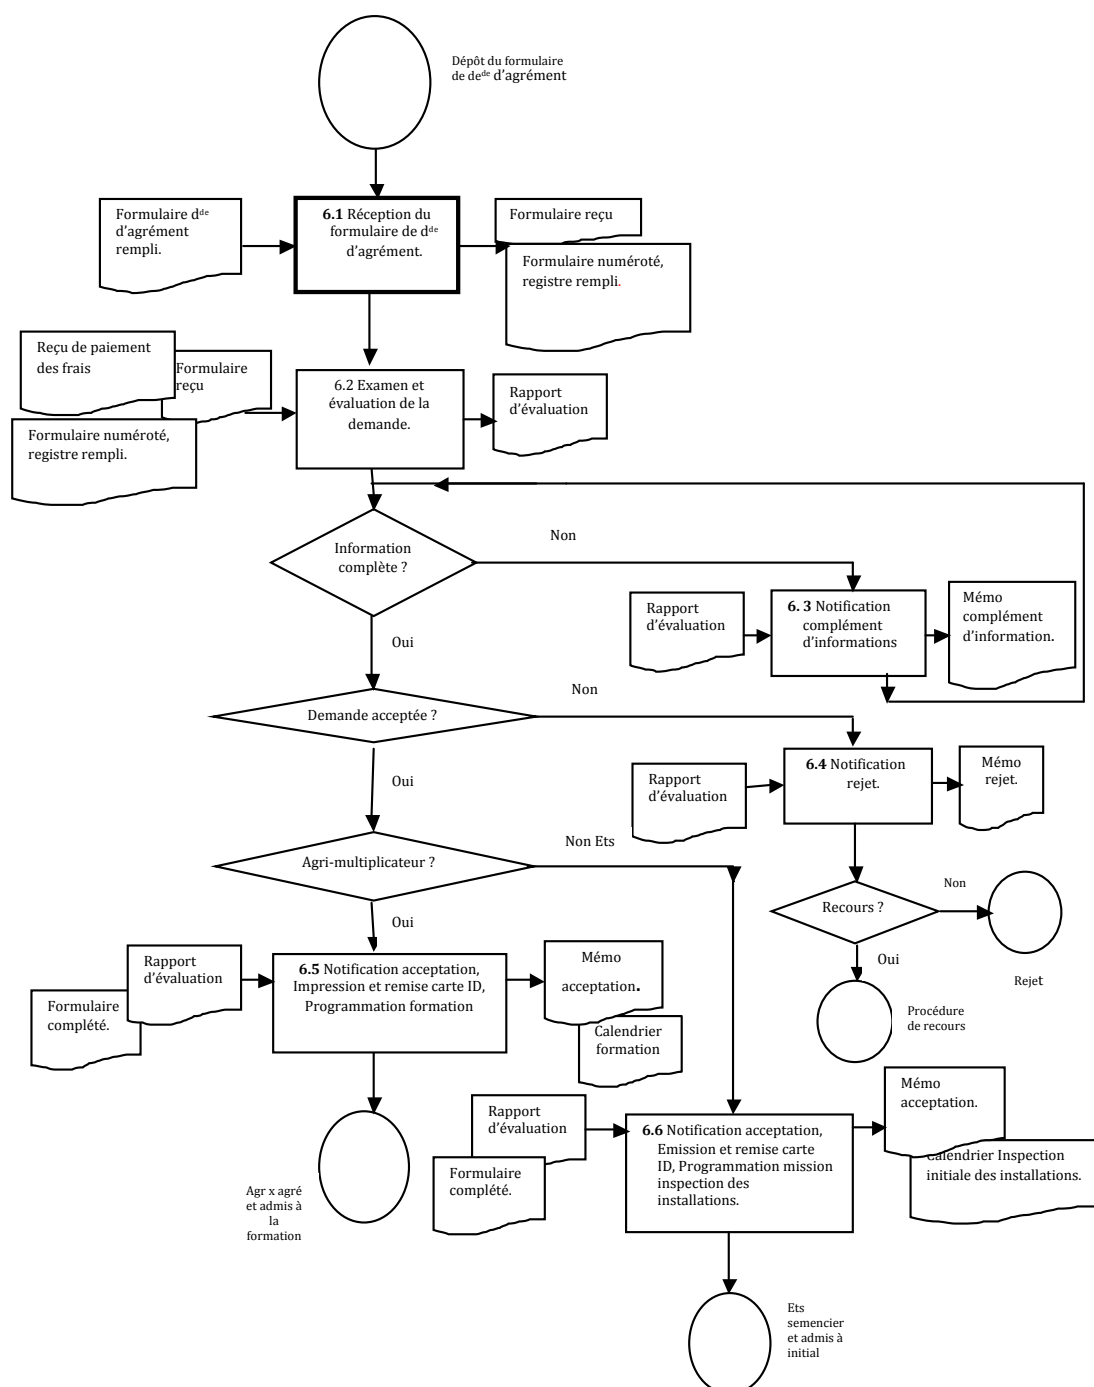 Dépôt du formulaire
de deᵈᵉ d'agrément
Formulaire dᵈᵉ
d'agrément
rempli.
6.1 Réception du
formulaire de dᵈᵉ
d'agrément.
Formulaire reçu
Formulaire numéroté,
registre rempli.
Reçu de paiement
des frais
Formulaire
reçu
Formulaire numéroté,
registre rempli.
6.2 Examen et
évaluation de la
demande.
Rapport
d'évaluation
Information
complète ?
Non
Oui
Rapport
d'évaluation
6. 3 Notification
complément
d'informations
Mémo
complément
d'information.
Demande acceptée ?
Non
Oui
Rapport
d'évaluation
6.4 Notification
rejet.
Mémo
rejet.
Agri-multiplicateur ?
Non Ets
Oui
Recours ?
Non
Oui
Rejet
Procédure
de recours
Rapport
d'évaluation
Formulaire
complété.
6.5 Notification acceptation,
Impression et remise carte ID,
Programmation formation
Mémo
acceptation.
Calendrier
formation
Agr x agré
et admis à
la
formation
Rapport
d'évaluation
Formulaire
complété.
6.6 Notification acceptation,
Emission et remise carte
ID, Programmation mission
inspection des
installations.
Mémo
acceptation.
Calendrier Inspection
initiale des installations.
Ets
semencier
et admis à
initial